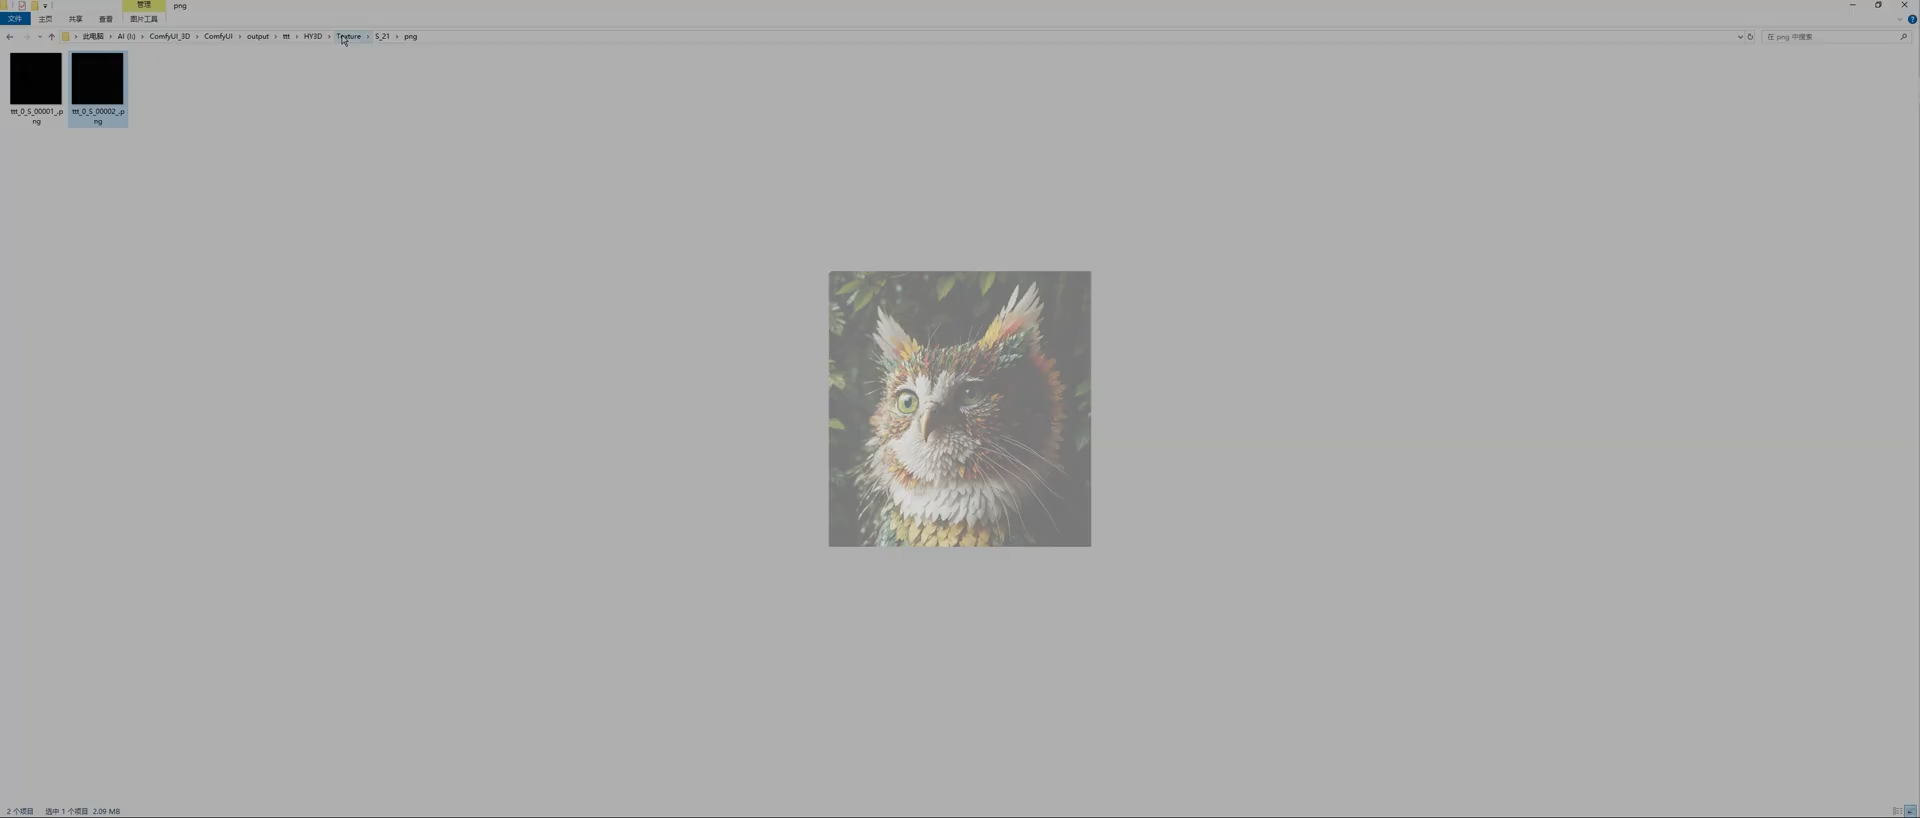 管理
png
文件
主页
共享
查看
图片工具
此电脑 › AI (I:) › ComfyUI_3D › ComfyUI › output › ttt › HY3D › Texture › S_21 › png
在 png 中搜索
ttt_0_S_00001_.p
ng
ttt_0_S_00002_.p
ng
2 个项目
选中 1 个项目 2.09 MB